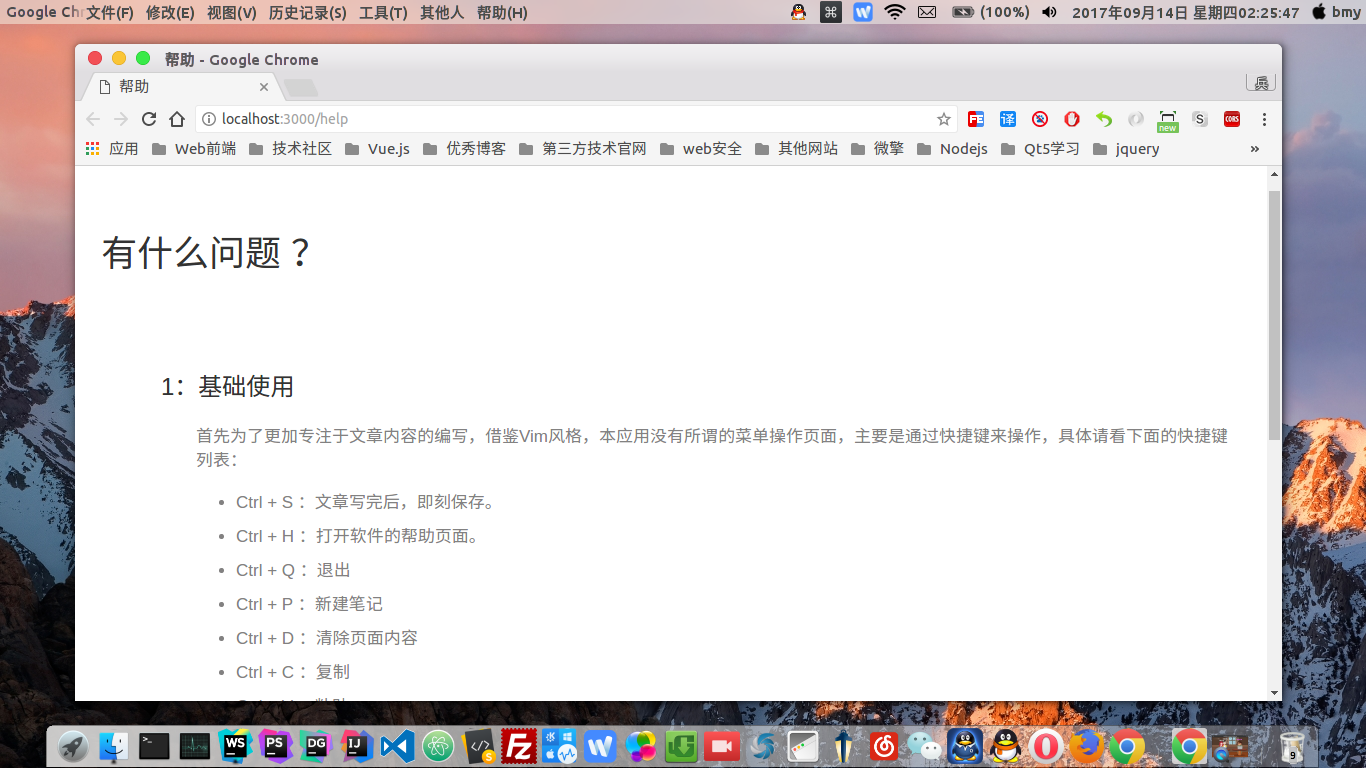 Google Chr 文件(F) 修改(E) 视图(V) 历史记录(S) 工具(T) 其他人 帮助(H)
(100%) 2017年09月14日 星期四02:25:47 bmy
帮助 - Google Chrome
帮助
localhost:3000/help
FE 译 new S CORS
应用 Web前端 技术社区 Vue.js 优秀博客 第三方技术官网 web安全 其他网站 微擎 Nodejs Qt5学习 jquery »
有什么问题？
1：基础使用
首先为了更加专注于文章内容的编写，借鉴Vim风格，本应用没有所谓的菜单操作页面，主要是通过快捷键来操作，具体请看下面的快捷键
列表：
Ctrl + S ：文章写完后，即刻保存。
Ctrl + H ：打开软件的帮助页面。
Ctrl + Q ：退出
Ctrl + P ：新建笔记
Ctrl + D ：清除页面内容
Ctrl + C ：复制
WS PS DG IJ FZ W 9